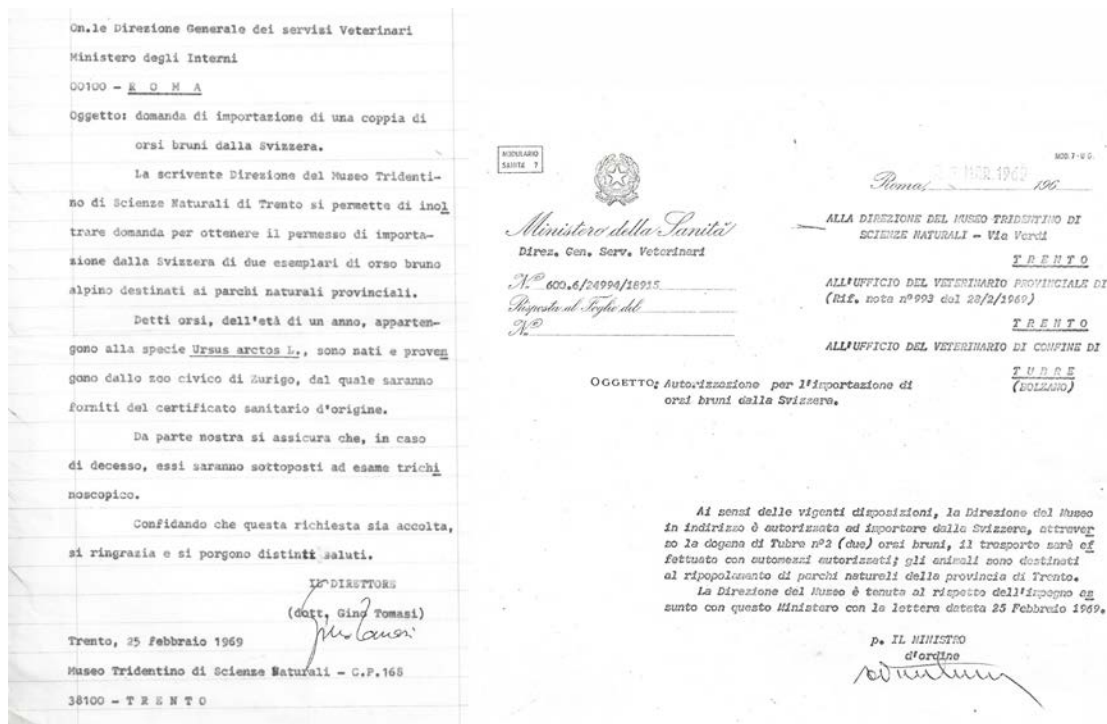 On.le Direzione Generale dei servisi Veterinari
Ministero degli Interni
00100 - R O M A
Oggetto: domanda di importazione di una coppia di
orsi bruni dalla Svizzera.
La scrivente Direzione del Museo Tridenti-
no di Scienze Naturali di Trento si permette di inol
trare domanda per ottenere il permesso di importa-
zione dalla Svizzera di due esemplari di orso bruno
alpino destinati ai parchi naturali provinciali.
Detti orsi, dell'età di un anno, apparten-
gono alla specie Ursus arctos L., sono nati e proven
gono dallo zoo civico di Zurigo, dal quale saranno
forniti del certificato sanitario d'origine.
Da parte nostra si assicura che, in caso
di decesso, essi saranno sottoposti ad esame trichi
noscopico.
Confidando che questa richiesta sia accolta,
si ringrazia e si porgono distinti saluti.
IL DIRETTORE
(dott. Gino Tomasi)
Trento, 25 febbraio 1969
Museo Tridentino di Scienze Naturali - C.P.168
38100 - T R E N T O
MODULARIO
SANITÀ 7
MOD. 7 - U G.
Roma, MAR. 1969 196
Ministero della Sanità
Direz. Gen. Serv. Veterinari
N.° 600.6/24994/18915
Risposta al Foglio del
N.°
ALLA DIREZIONE DEL MUSEO TRIDENTINO DI
SCIENZE NATURALI - Via Verdi
T R E N T O
ALL'UFFICIO DEL VETERINARIO PROVINCIALE DI
(Rif. nota n°993 del 28/2/1969)
T R E N T O
ALL'UFFICIO DEL VETERINARIO DI CONFINE DI
T U B R E
(BOLZANO)
OGGETTO: Autorizzazione per l'importazione di
orsi bruni dalla Svizzera.
Ai sensi delle vigenti disposizioni, la Direzione del Museo
in indirizzo è autorizzata ad importare dalla Svizzera, attraver
so la dogana di Tubre n°2 (due) orsi bruni, il trasporto sarà ef
fettuato con automezzi autorizzati; gli animali sono destinati
al ripopolamento di parchi naturali della provincia di Trento.
La Direzione del Museo è tenuta al rispetto dell'impegno as
sunto con questo Ministero con la lettera datata 25 Febbraio 1969.
p. IL MINISTRO
d'ordine